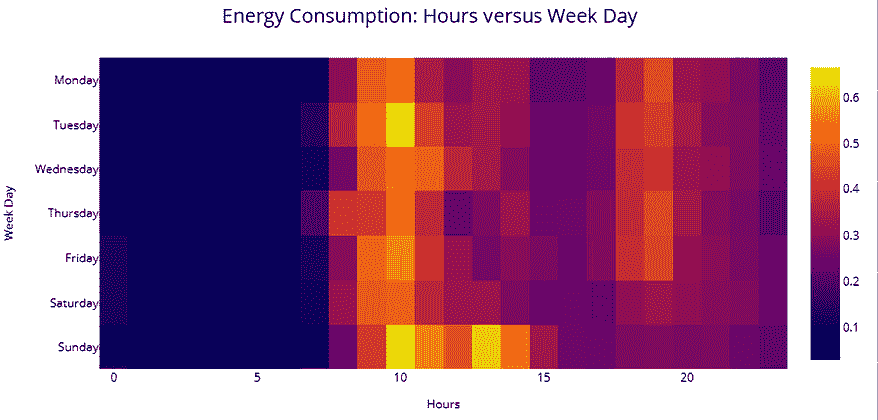 Energy Consumption: Hours versus Week Day
Monday
Tuesday
Wednesday
Thursday
Friday
Saturday
Sunday
Week Day
0 5 10 15 20
Hours
0.6
0.5
0.4
0.3
0.2
0.1